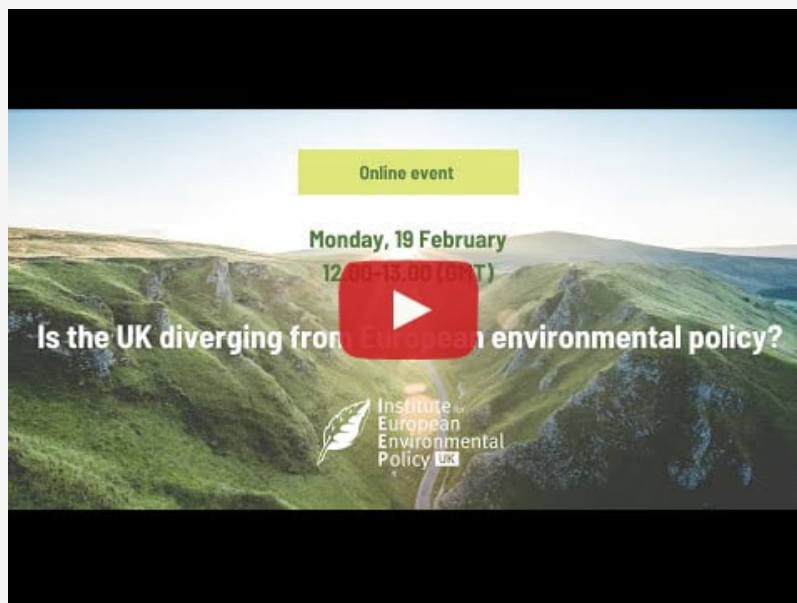 Online event
Monday, 19 February
12.00-13.00 (GMT)
Is the UK diverging from European environmental policy?
Institute for
European
Environmental
Policy UK